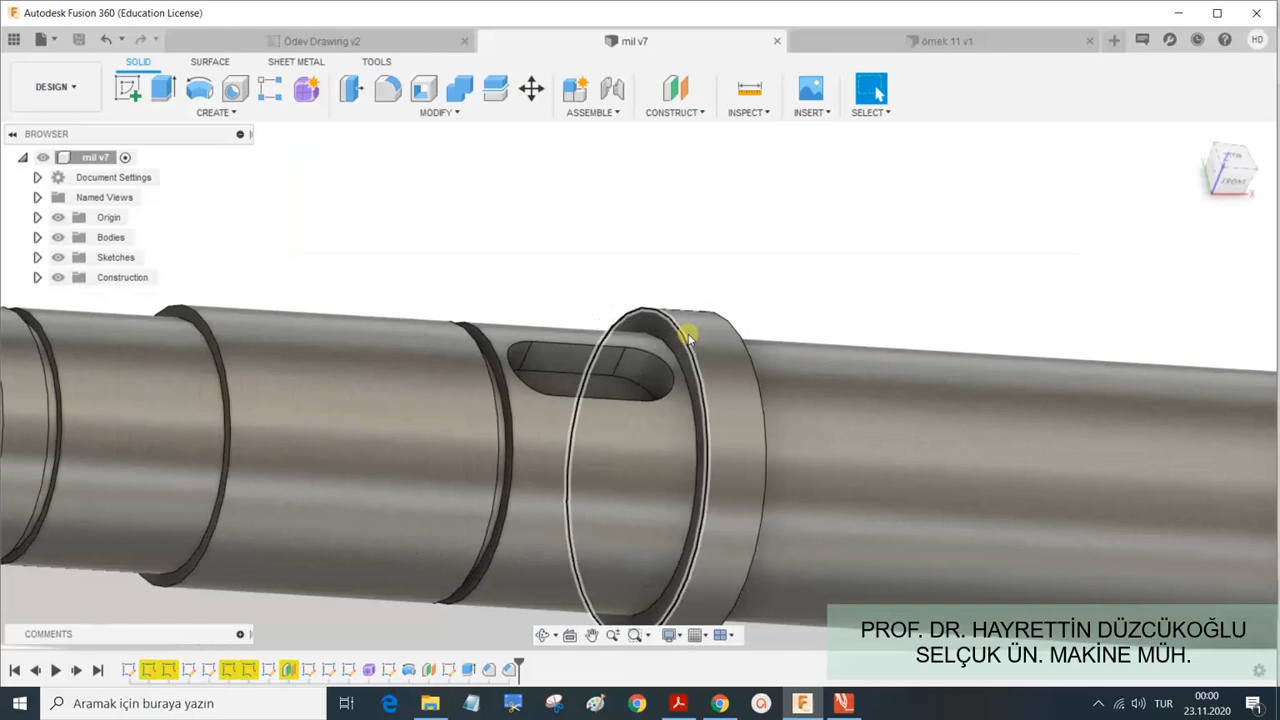 Autodesk Fusion 360 (Education License)
Ödev Drawing v2
mil v7
örnek 11 v1
HD
DESIGN
SOLID
SURFACE
SHEET METAL
TOOLS
CREATE
MODIFY
ASSEMBLE
CONSTRUCT
INSPECT
INSERT
SELECT
BROWSER
mil v7
Document Settings
Named Views
Origin
Bodies
Sketches
Construction
FRONT
X
COMMENTS
PROF. DR. HAYRETTİN DÜZCÜKOĞLU
SELÇUK ÜN. MAKİNE MÜH.
Aramak için buraya yazın
TUR
00:00
23.11.2020